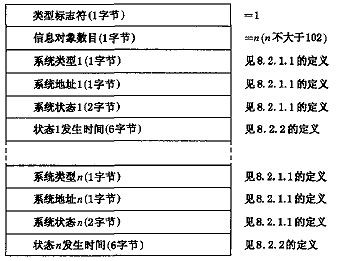 类型标志符(1字节) =1
信息对象数目(1字节) =n(n不大于102)
系统类型1(1字节) 见8.2.1.1的定义
系统地址1(1字节) 见8.2.1.1的定义
系统状态1(2字节) 见8.2.1.1的定义
状态1发生时间(6字节) 见8.2.2的定义
系统类型n(1字节) 见8.2.1.1的定义
系统地址n(1字节) 见8.2.1.1的定义
系统状态n(2字节) 见8.2.1.1的定义
状态n发生时间(6字节) 见8.2.2的定义